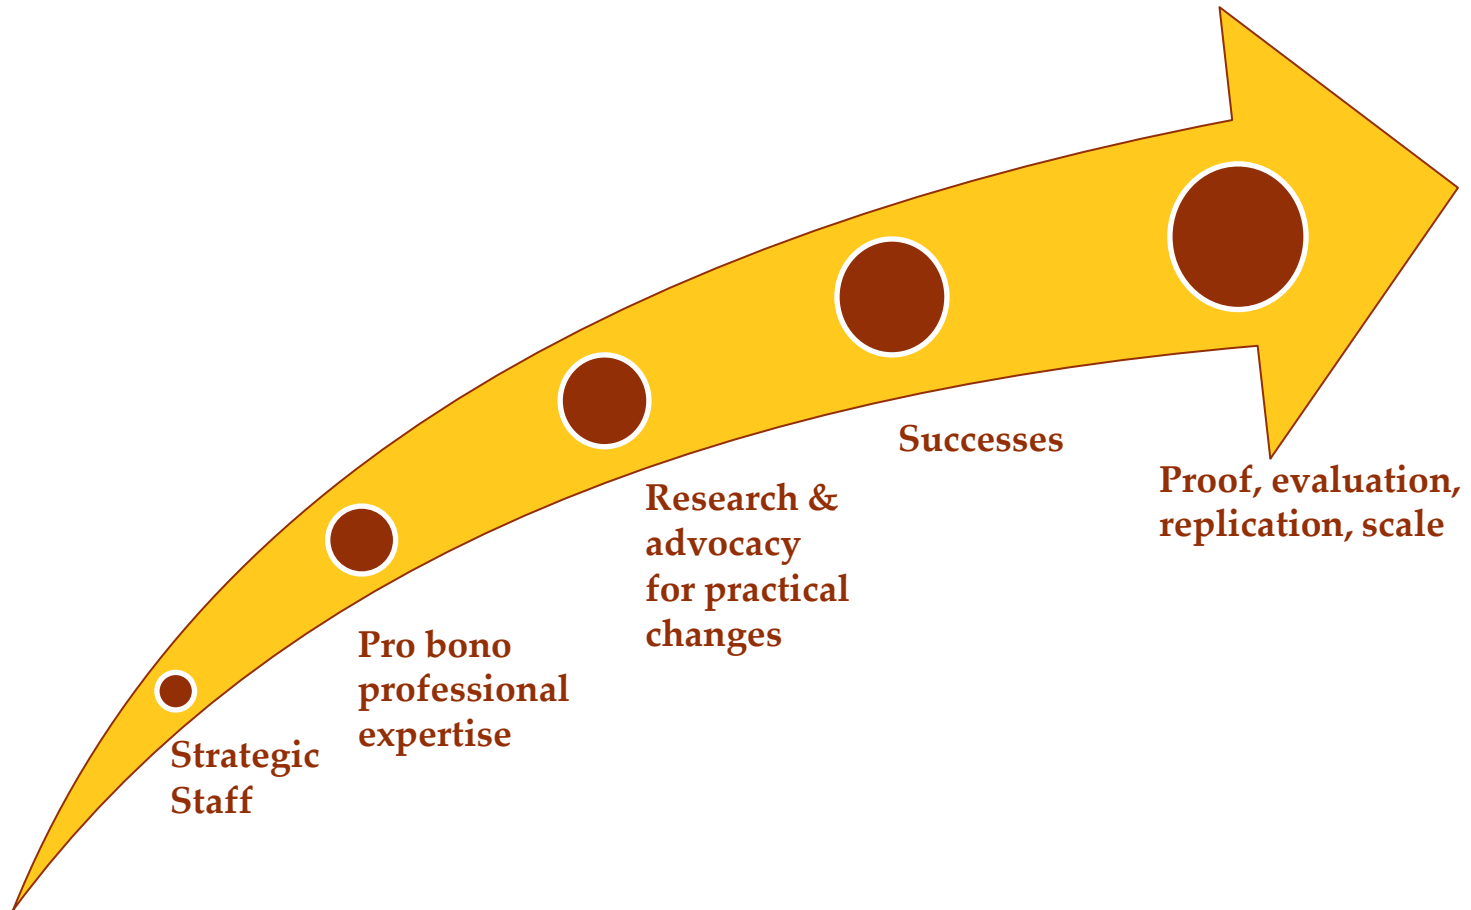 Strategic
Staff
Pro bono
professional
expertise
Research &
advocacy
for practical
changes
Successes
Proof, evaluation,
replication, scale